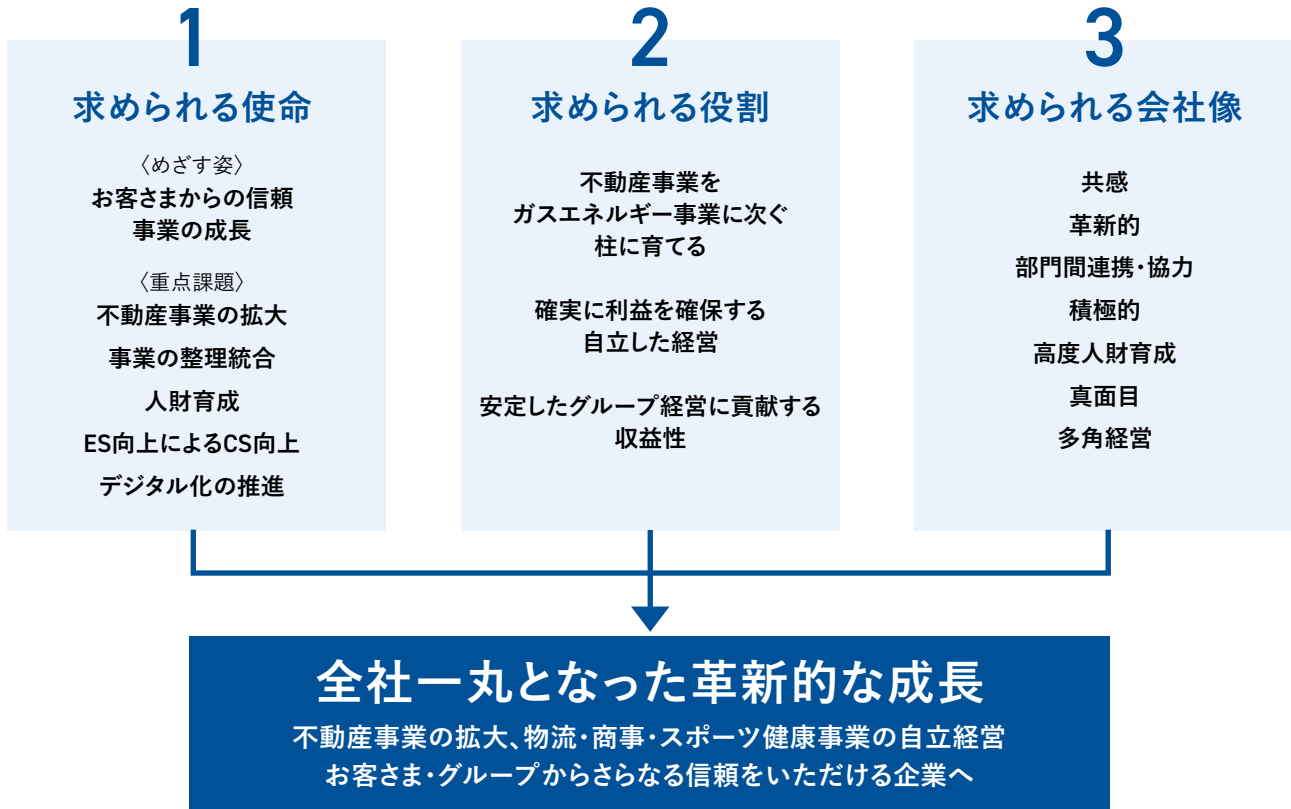 1
求められる使命
〈めざす姿〉
お客さまからの信頼
事業の成長
〈重点課題〉
不動産事業の拡大
事業の整理統合
人財育成
ES向上によるCS向上
デジタル化の推進
2
求められる役割
不動産事業を
ガスエネルギー事業に次ぐ
柱に育てる
確実に利益を確保する
自立した経営
安定したグループ経営に貢献する
収益性
3
求められる会社像
共感
革新的
部門間連携・協力
積極的
高度人財育成
真面目
多角経営
全社一丸となった革新的な成長
不動産事業の拡大、物流・商事・スポーツ健康事業の自立経営
お客さま・グループからさらなる信頼をいただける企業へ